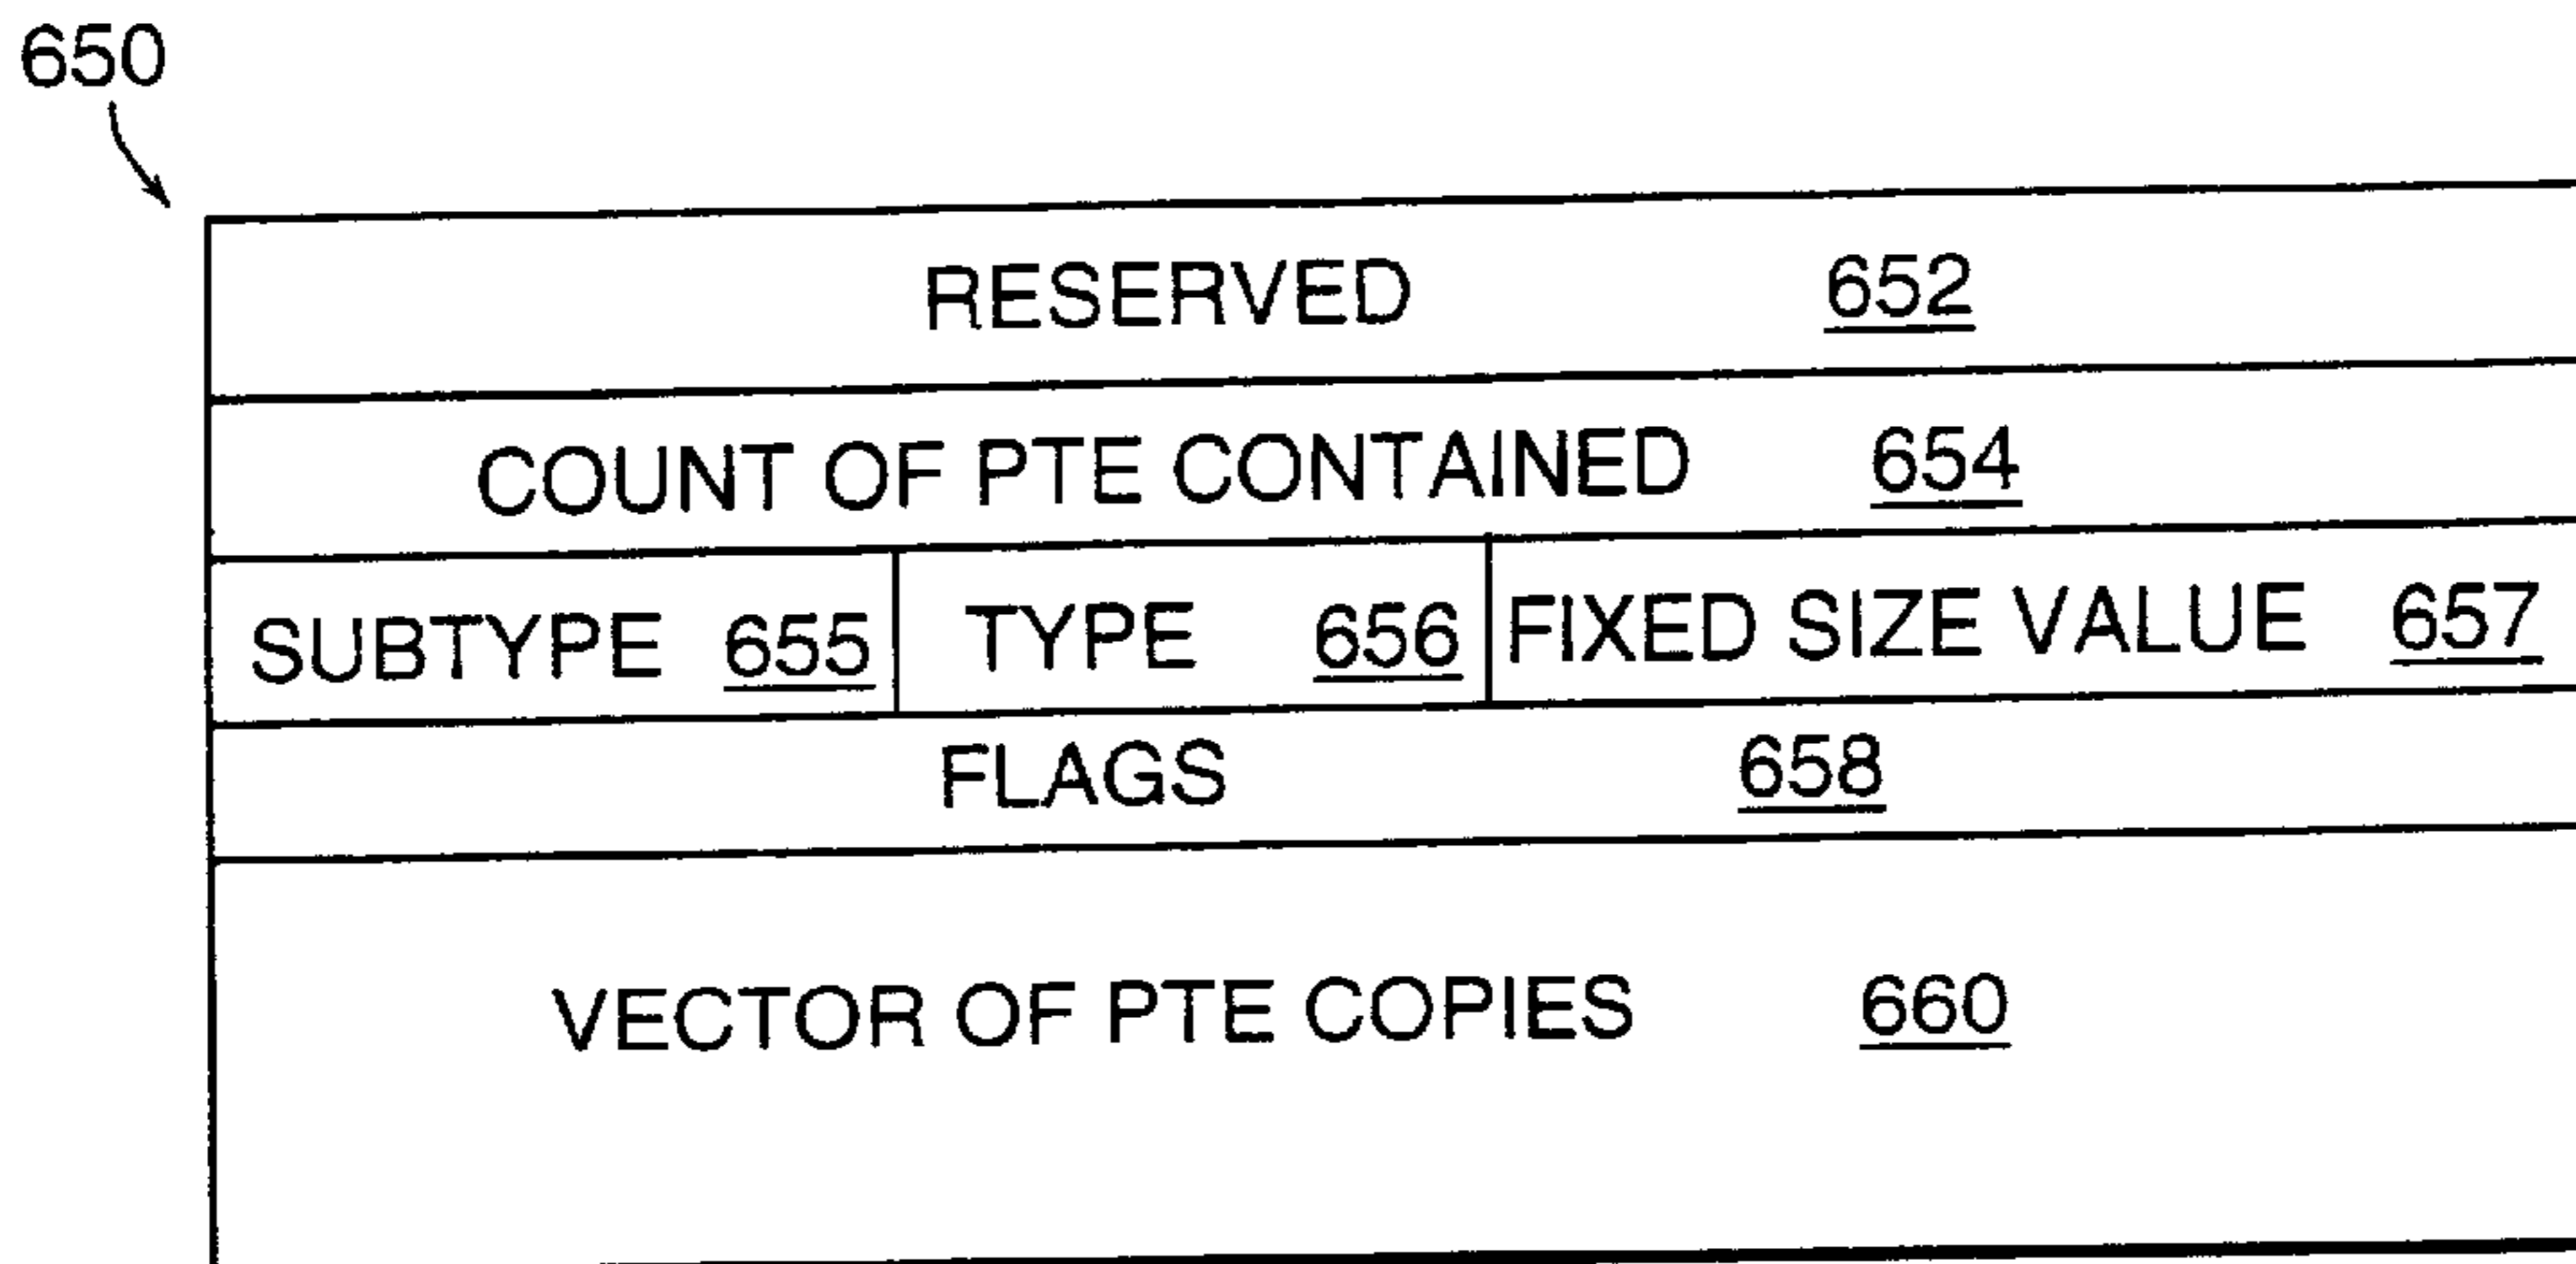 650
RESERVED 652
COUNT OF PTE CONTAINED 654
SUBTYPE 655 TYPE 656 FIXED SIZE VALUE 657
FLAGS 658
VECTOR OF PTE COPIES 660